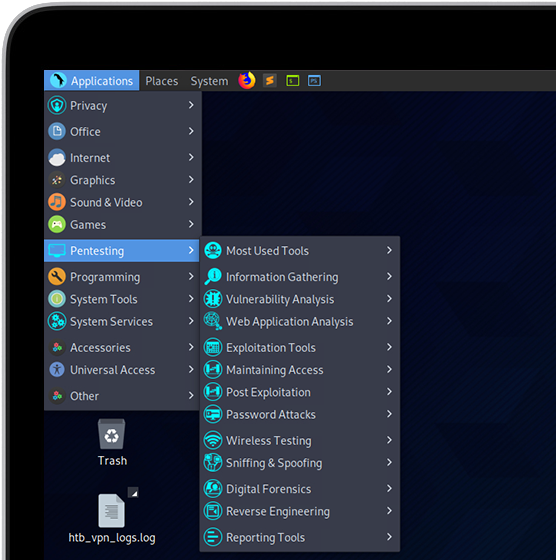 Applications Places System
Privacy
Office
Internet
Graphics
Sound & Video
Games
Pentesting
Programming
System Tools
System Services
Accessories
Universal Access
Other
Most Used Tools
Information Gathering
Vulnerability Analysis
Web Application Analysis
Exploitation Tools
Maintaining Access
Post Exploitation
Password Attacks
Wireless Testing
Sniffing & Spoofing
Digital Forensics
Reverse Engineering
Reporting Tools
Trash
htb_vpn_logs.log